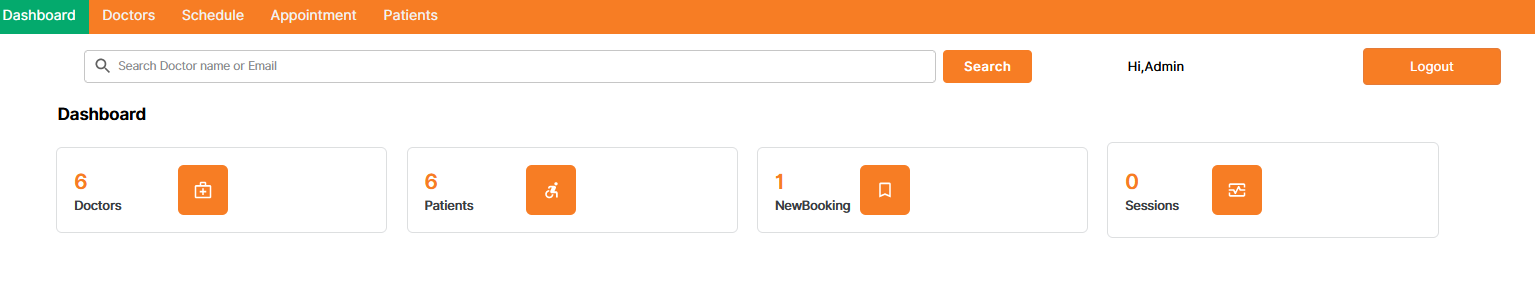 Dashboard Doctors Schedule Appointment Patients
Search Doctor name or Email Search Hi,Admin Logout
Dashboard
6 6 1 0
Doctors Patients NewBooking Sessions